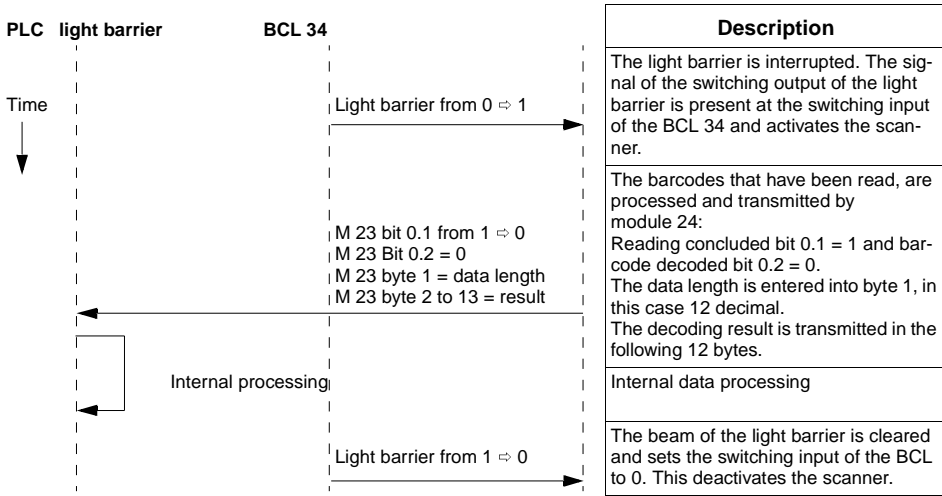 PLC light barrier BCL 34
Time
Light barrier from 0 ⇨ 1
M 23 bit 0.1 from 1 ⇨ 0
M 23 Bit 0.2 = 0
M 23 byte 1 = data length
M 23 byte 2 to 13 = result
Internal processing
Light barrier from 1 ⇨ 0
Description
The light barrier is interrupted. The sig-
nal of the switching output of the light
barrier is present at the switching input
of the BCL 34 and activates the scan-
ner.
The barcodes that have been read, are
processed and transmitted by
module 24:
Reading concluded bit 0.1 = 1 and bar-
code decoded bit 0.2 = 0.
The data length is entered into byte 1, in
this case 12 decimal.
The decoding result is transmitted in the
following 12 bytes.
Internal data processing
The beam of the light barrier is cleared
and sets the switching input of the BCL
to 0. This deactivates the scanner.